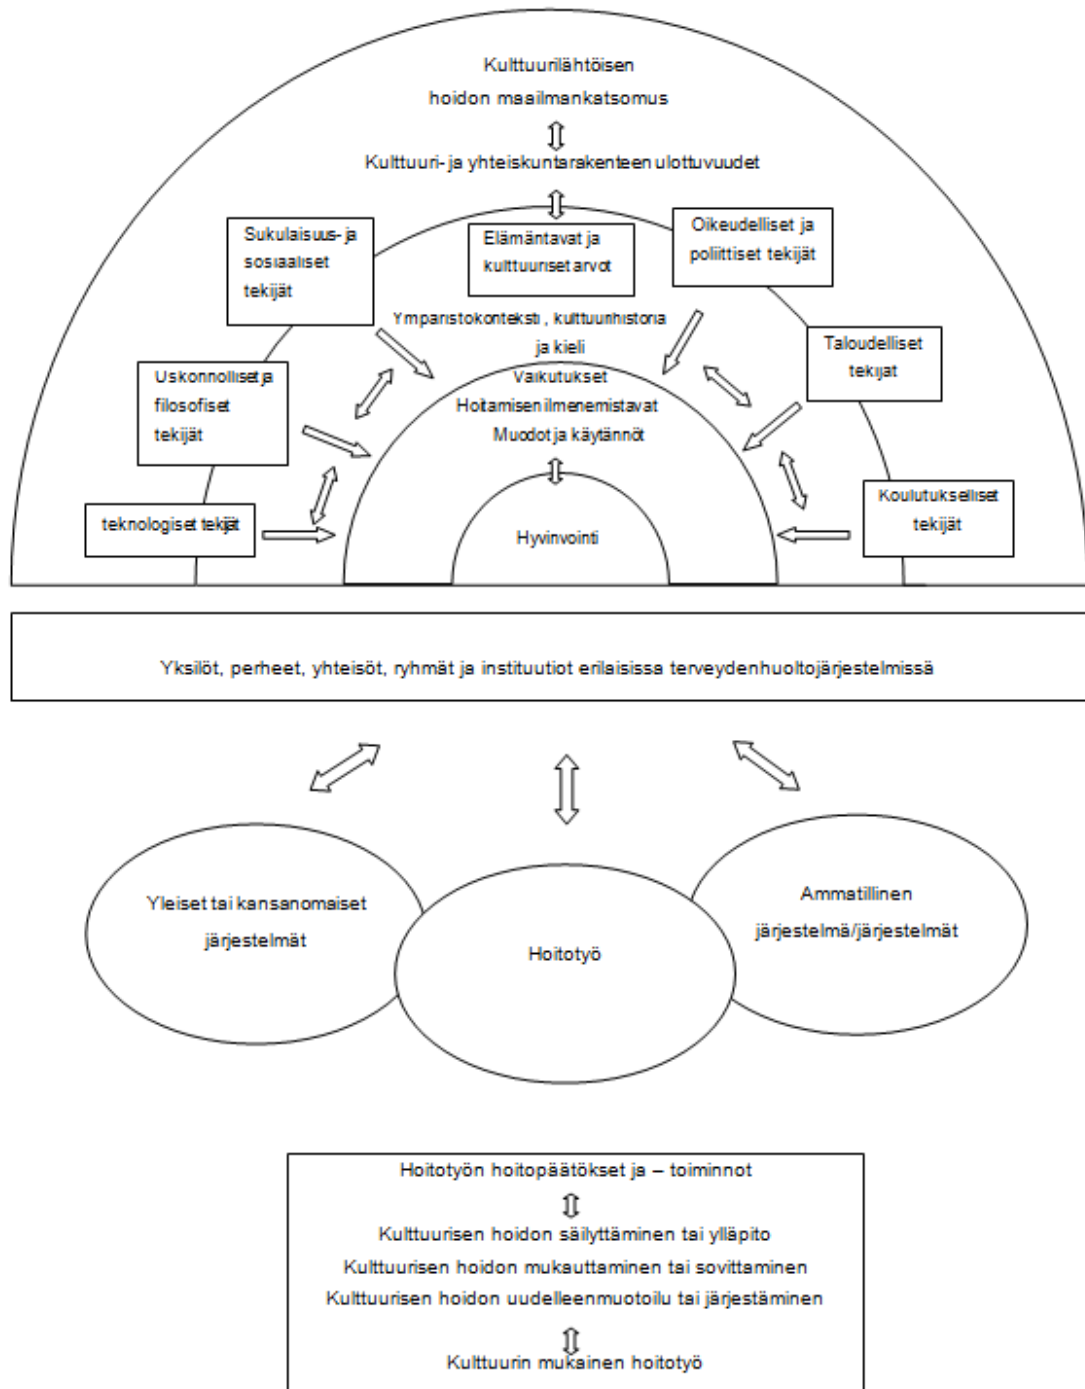 Kulttuurilähtöisen
hoidon maailmankatsomus
Kulttuuri- ja yhteiskuntarakenteen ulottuvuudet
Sukulaisuus- ja
sosiaaliset
tekijät
Elämäntavat ja
kulttuuriset arvot
Oikeudelliset ja
poliittiset tekijät
Ympäristökonteksti, kulttuurihistoria
ja kieli
Taloudelliset
tekijät
Uskonnolliset ja
filosofiset
tekijät
Vaikutukset
Hoitamisen ilmenemistavat
Muodot ja käytännöt
teknologiset tekijät
Koulutukselliset
tekijät
Hyvinvointi
Yksilöt, perheet, yhteisöt, ryhmät ja instituutiot erilaisissa terveydenhuoltojärjestelmissä
Yleiset tai kansanomaiset
järjestelmät
Hoitotyö
Ammatillinen
järjestelmä/järjestelmät
Hoitotyön hoitopäätökset ja – toiminnot
Kulttuurisen hoidon säilyttäminen tai ylläpito
Kulttuurisen hoidon mukauttaminen tai sovittaminen
Kulttuurisen hoidon uudelleenmuotoilu tai järjestäminen
Kulttuurin mukainen hoitotyö